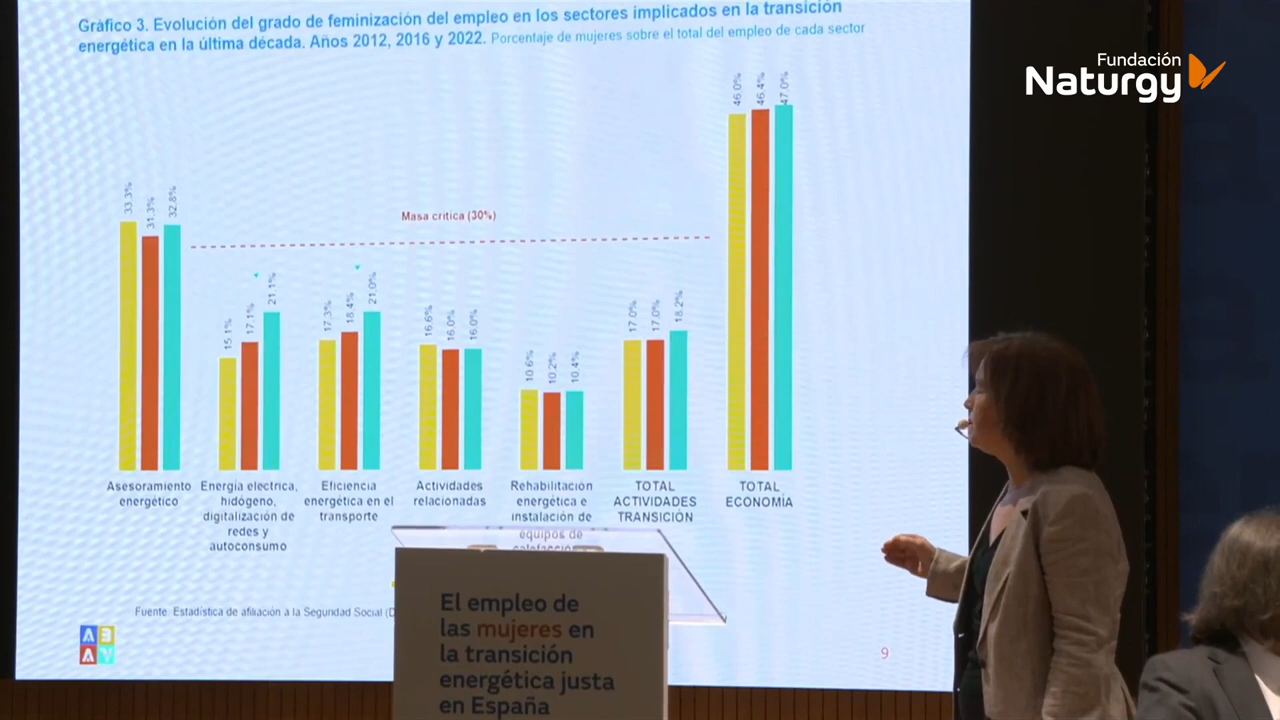 Gráfico 3. Evolución del grado de feminización del empleo en los sectores implicados en la transición
energética en la última década. Años 2012, 2016 y 2022. Porcentaje de mujeres sobre el total del empleo de cada sector
Fundación
Naturgy
46.0% 46.4% 47.0%
33.3% 31.3% 32.8%
Masa crítica (30%)
15.1% 17.1% 21.1%
17.3% 18.4% 21.0%
16.6% 16.0% 16.0%
10.6% 10.2% 10.4%
17.0% 17.0% 18.2%
Asesoramiento
energético
Energía eléctrica,
hidógeno,
digitalización de
redes y
autoconsumo
Eficiencia
energética en el
transporte
Actividades
relacionadas
Rehabilitación
energética e
instalación de
equipos de
TOTAL
ACTIVIDADES
TRANSICIÓN
TOTAL
ECONOMÍA
Fuente: Estadística de afiliación a la Seguridad Social
A B
A Y
9
El empleo de
las mujeres en
la transición
energética justa
en España